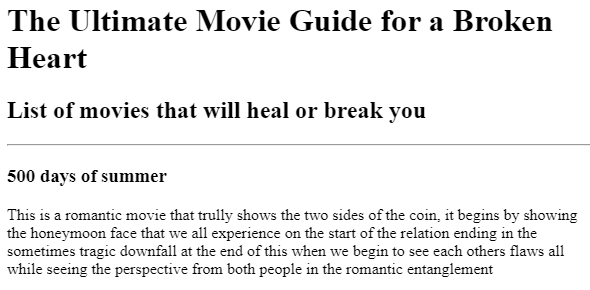 The Ultimate Movie Guide for a Broken
Heart
List of movies that will heal or break you
500 days of summer
This is a romantic movie that trully shows the two sides of the coin, it begins by showing
the honeymoon face that we all experience on the start of the relation ending in the
sometimes tragic downfall at the end of this when we begin to see each others flaws all
while seeing the perspective from both people in the romantic entanglement